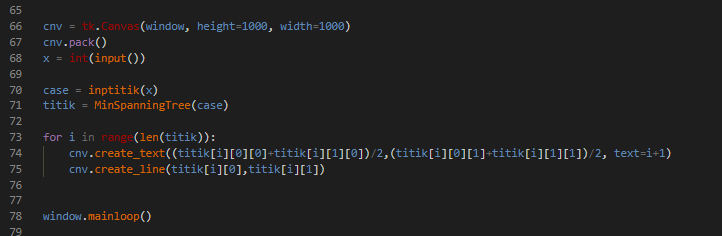 65
66 cnv = tk.Canvas(window, height=1000, width=1000)
67 cnv.pack()
68 x = int(input())
69
70 case = inptitik(x)
71 titik = MinSpanningTree(case)
72
73 for i in range(len(titik)):
74     cnv.create_text((titik[i][0][0]+titik[i][1][0])/2,(titik[i][0][1]+titik[i][1][1])/2, text=i+1)
75     cnv.create_line(titik[i][0],titik[i][1])
76
77
78 window.mainloop()
79